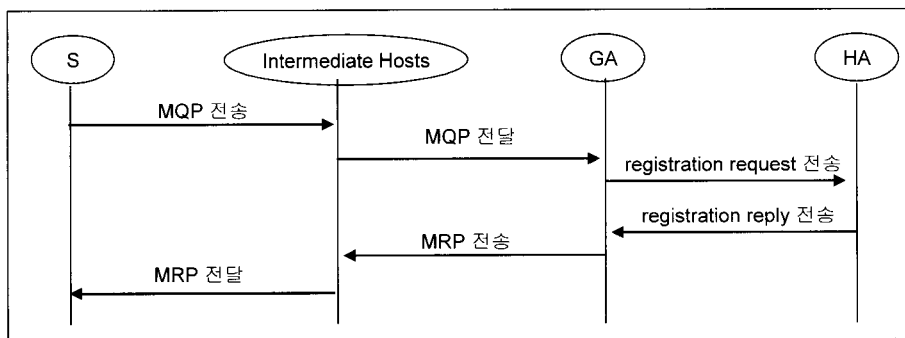 S
Intermediate Hosts
GA
HA
MQP 전송
MQP 전달
registration request 전송
registration reply 전송
MRP 전송
MRP 전달